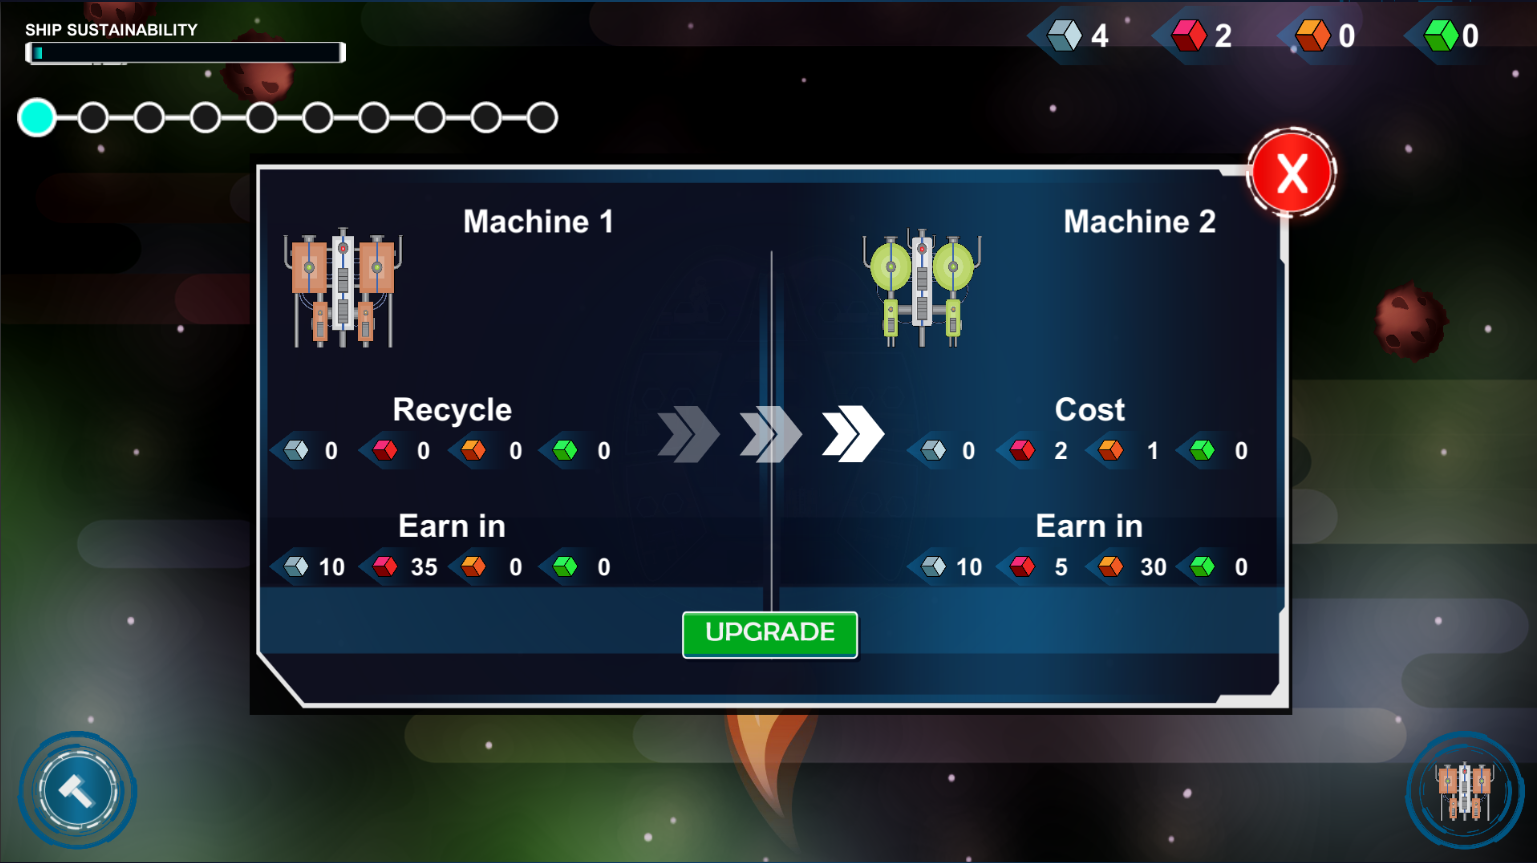 SHIP SUSTAINABILITY
4 2 0 0
X
Machine 1
Machine 2
Recycle
0 0 0 0
Cost
0 2 1 0
Earn in
10 35 0 0
Earn in
10 5 30 0
UPGRADE